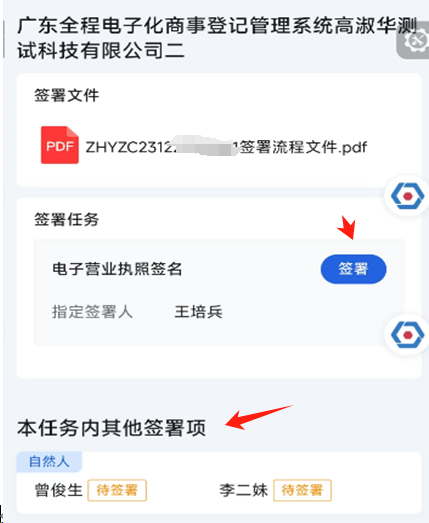 广东全程电子化商事登记管理系统高淑华测
试科技有限公司二
签署文件
PDF
ZHYZC2312 1签署流程文件.pdf
签署任务
电子营业执照签名
签署
指定签署人 王培兵
本任务内其他签署项
自然人
曾俊生 待签署 李二妹 待签署